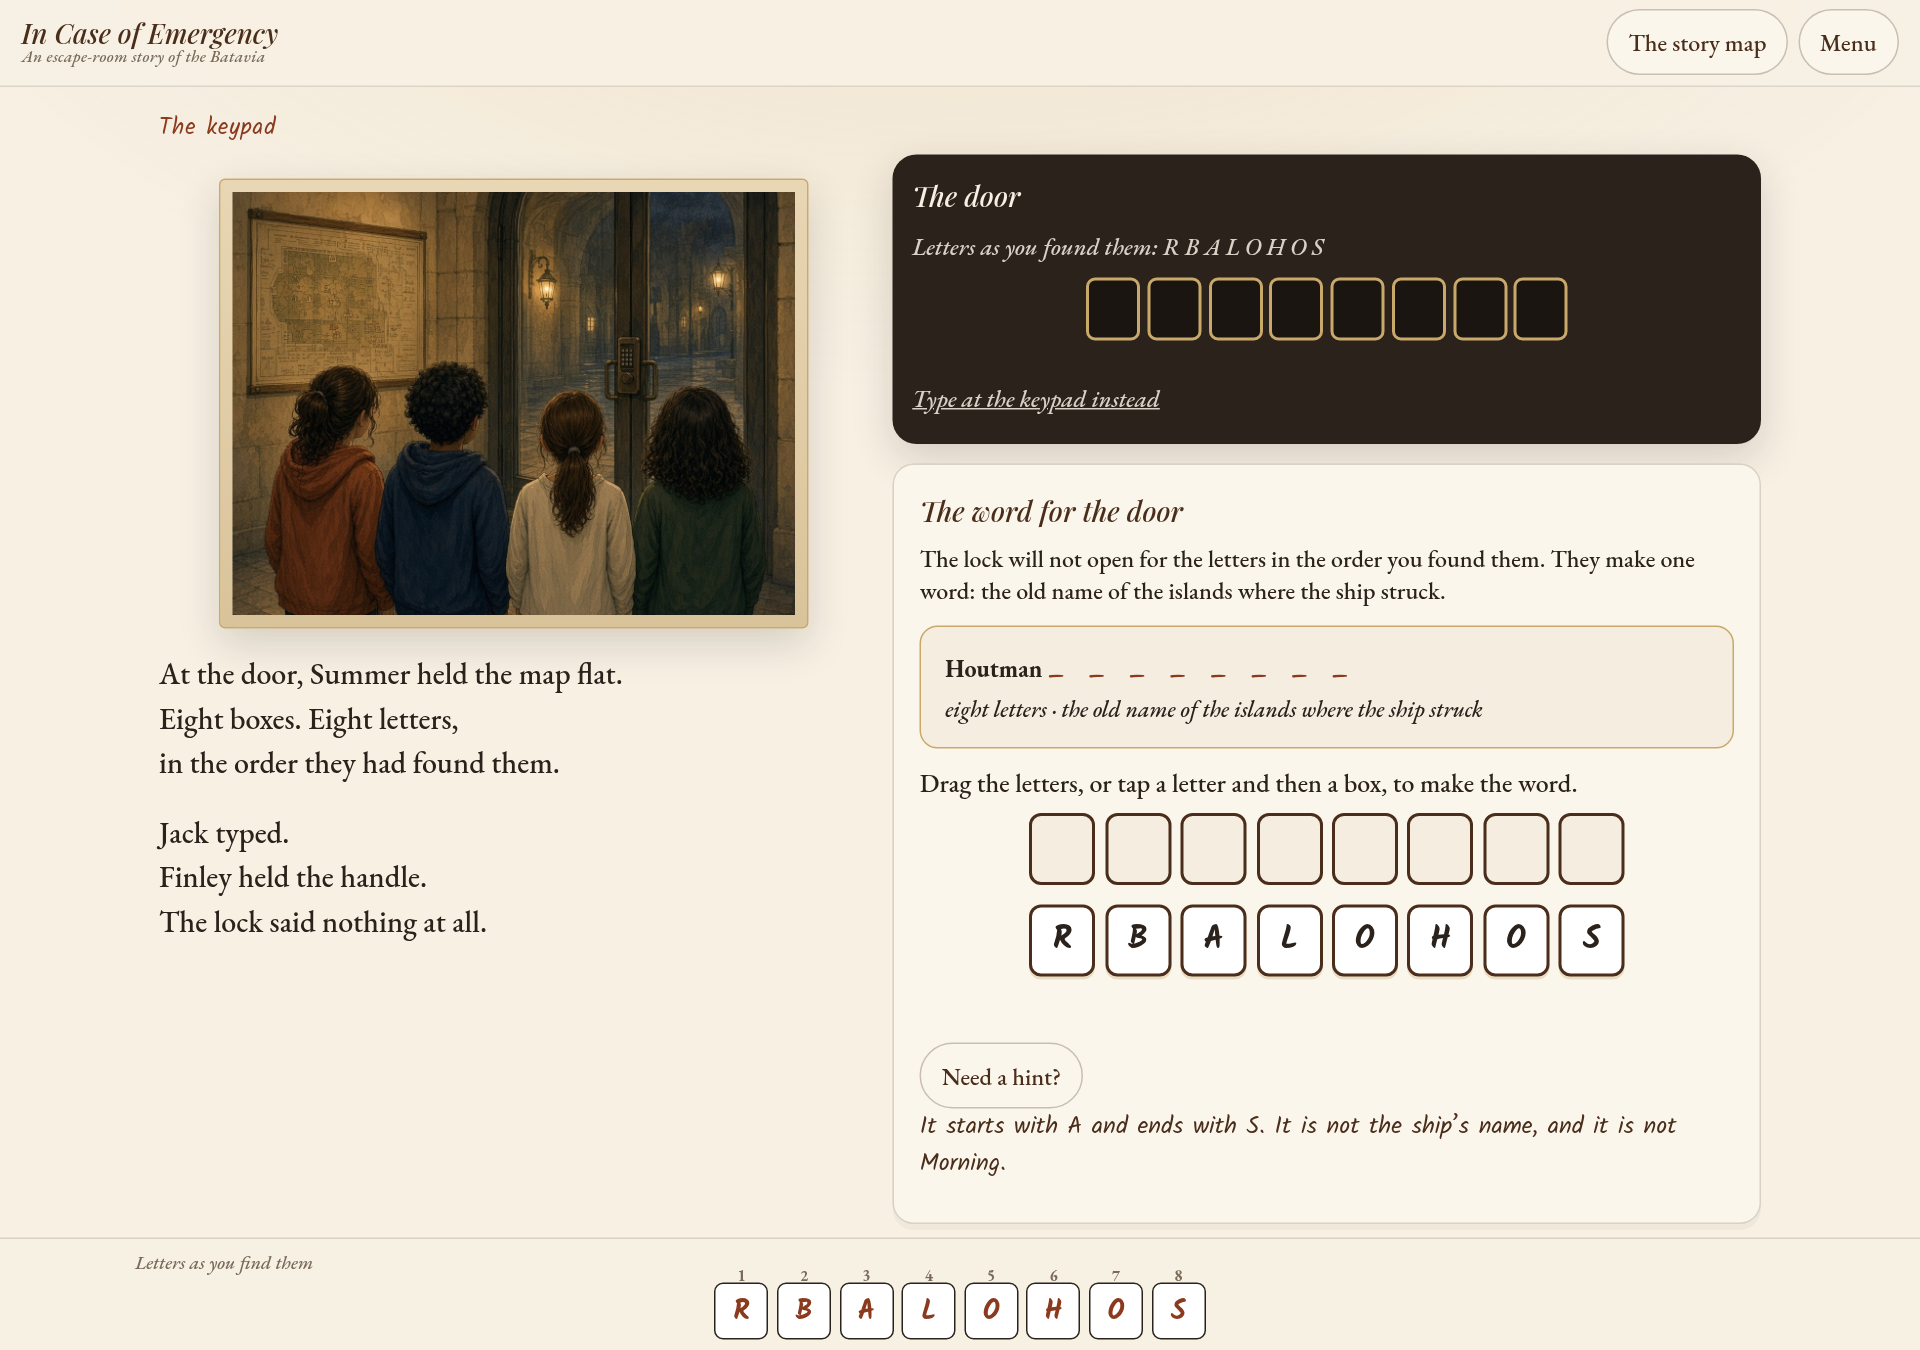 In Case of Emergency
An escape-room story of the Batavia
The story map
Menu
The keypad
At the door, Summer held the map flat.
Eight boxes. Eight letters,
in the order they had found them.
Jack typed.
Finley held the handle.
The lock said nothing at all.
The door
Letters as you found them: R B A L O H O S
Type at the keypad instead
The word for the door
The lock will not open for the letters in the order you found them. They make one
word: the old name of the islands where the ship struck.
Houtman _ _ _ _ _ _ _ _
eight letters · the old name of the islands where the ship struck
Drag the letters, or tap a letter and then a box, to make the word.
R B A L O H O S
Need a hint?
It starts with A and ends with S. It is not the ship’s name, and it is not
Morning.
Letters as you find them
1 2 3 4 5 6 7 8
R B A L O H O S